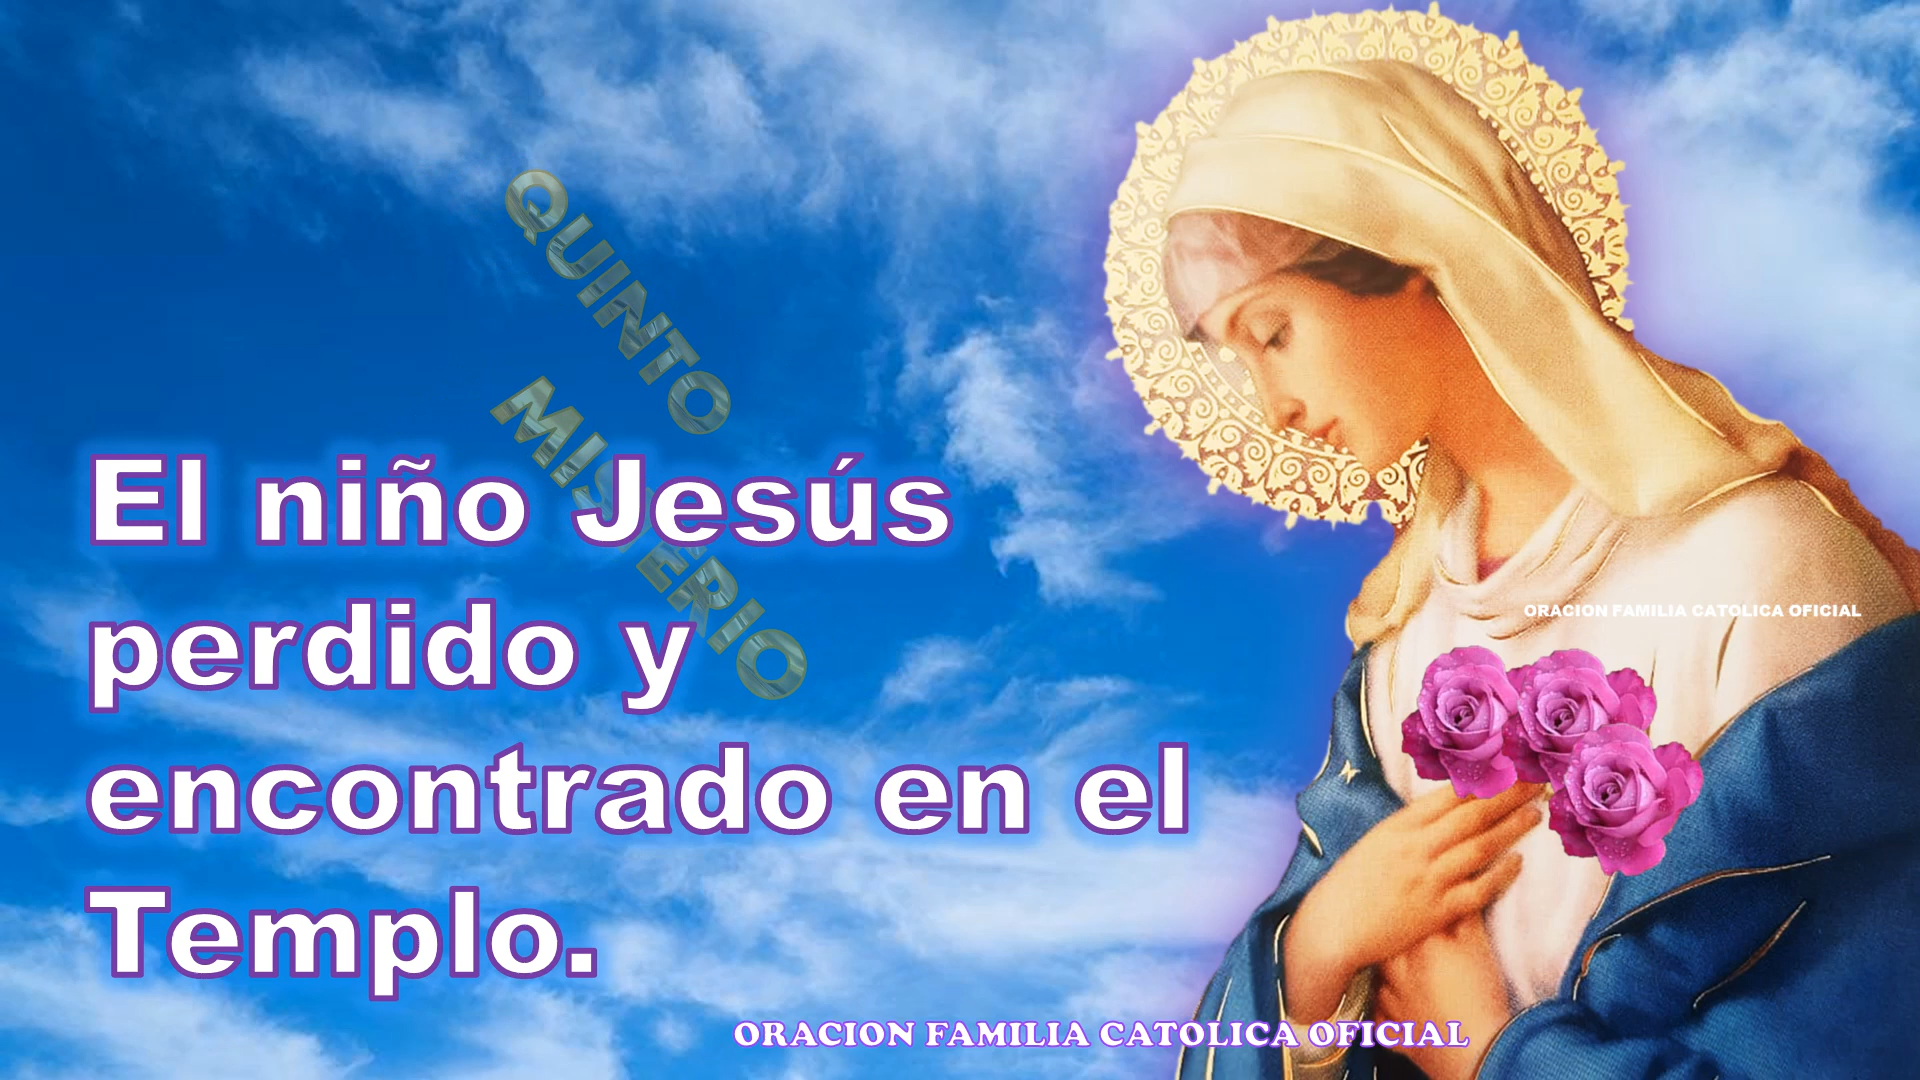 QUINTO
MISTERIO
El niño Jesús
perdido y
encontrado en el
Templo.
ORACION FAMILIA CATOLICA OFICIAL
ORACION FAMILIA CATOLICA OFICIAL